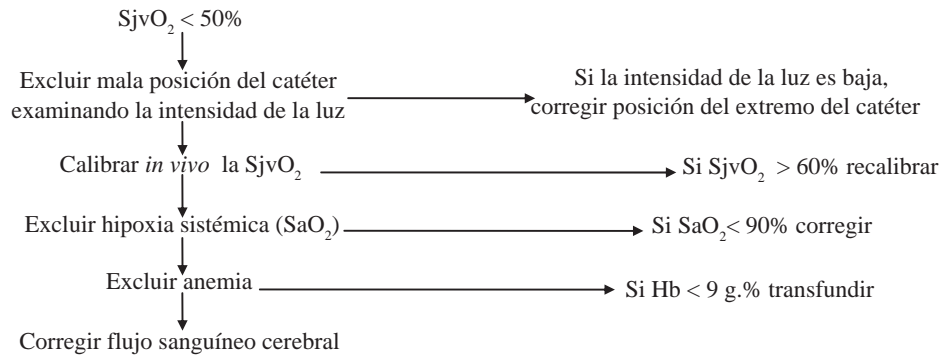 SjvO2 < 50%
Excluir mala posición del catéter
examinando la intensidad de la luz
Si la intensidad de la luz es baja,
corregir posición del extremo del catéter
Calibrar in vivo la SjvO2
Si SjvO2 > 60% recalibrar
Excluir hipoxia sistémica (SaO2)
Si SaO2< 90% corregir
Excluir anemia
Si Hb < 9 g.% transfundir
Corregir flujo sanguíneo cerebral